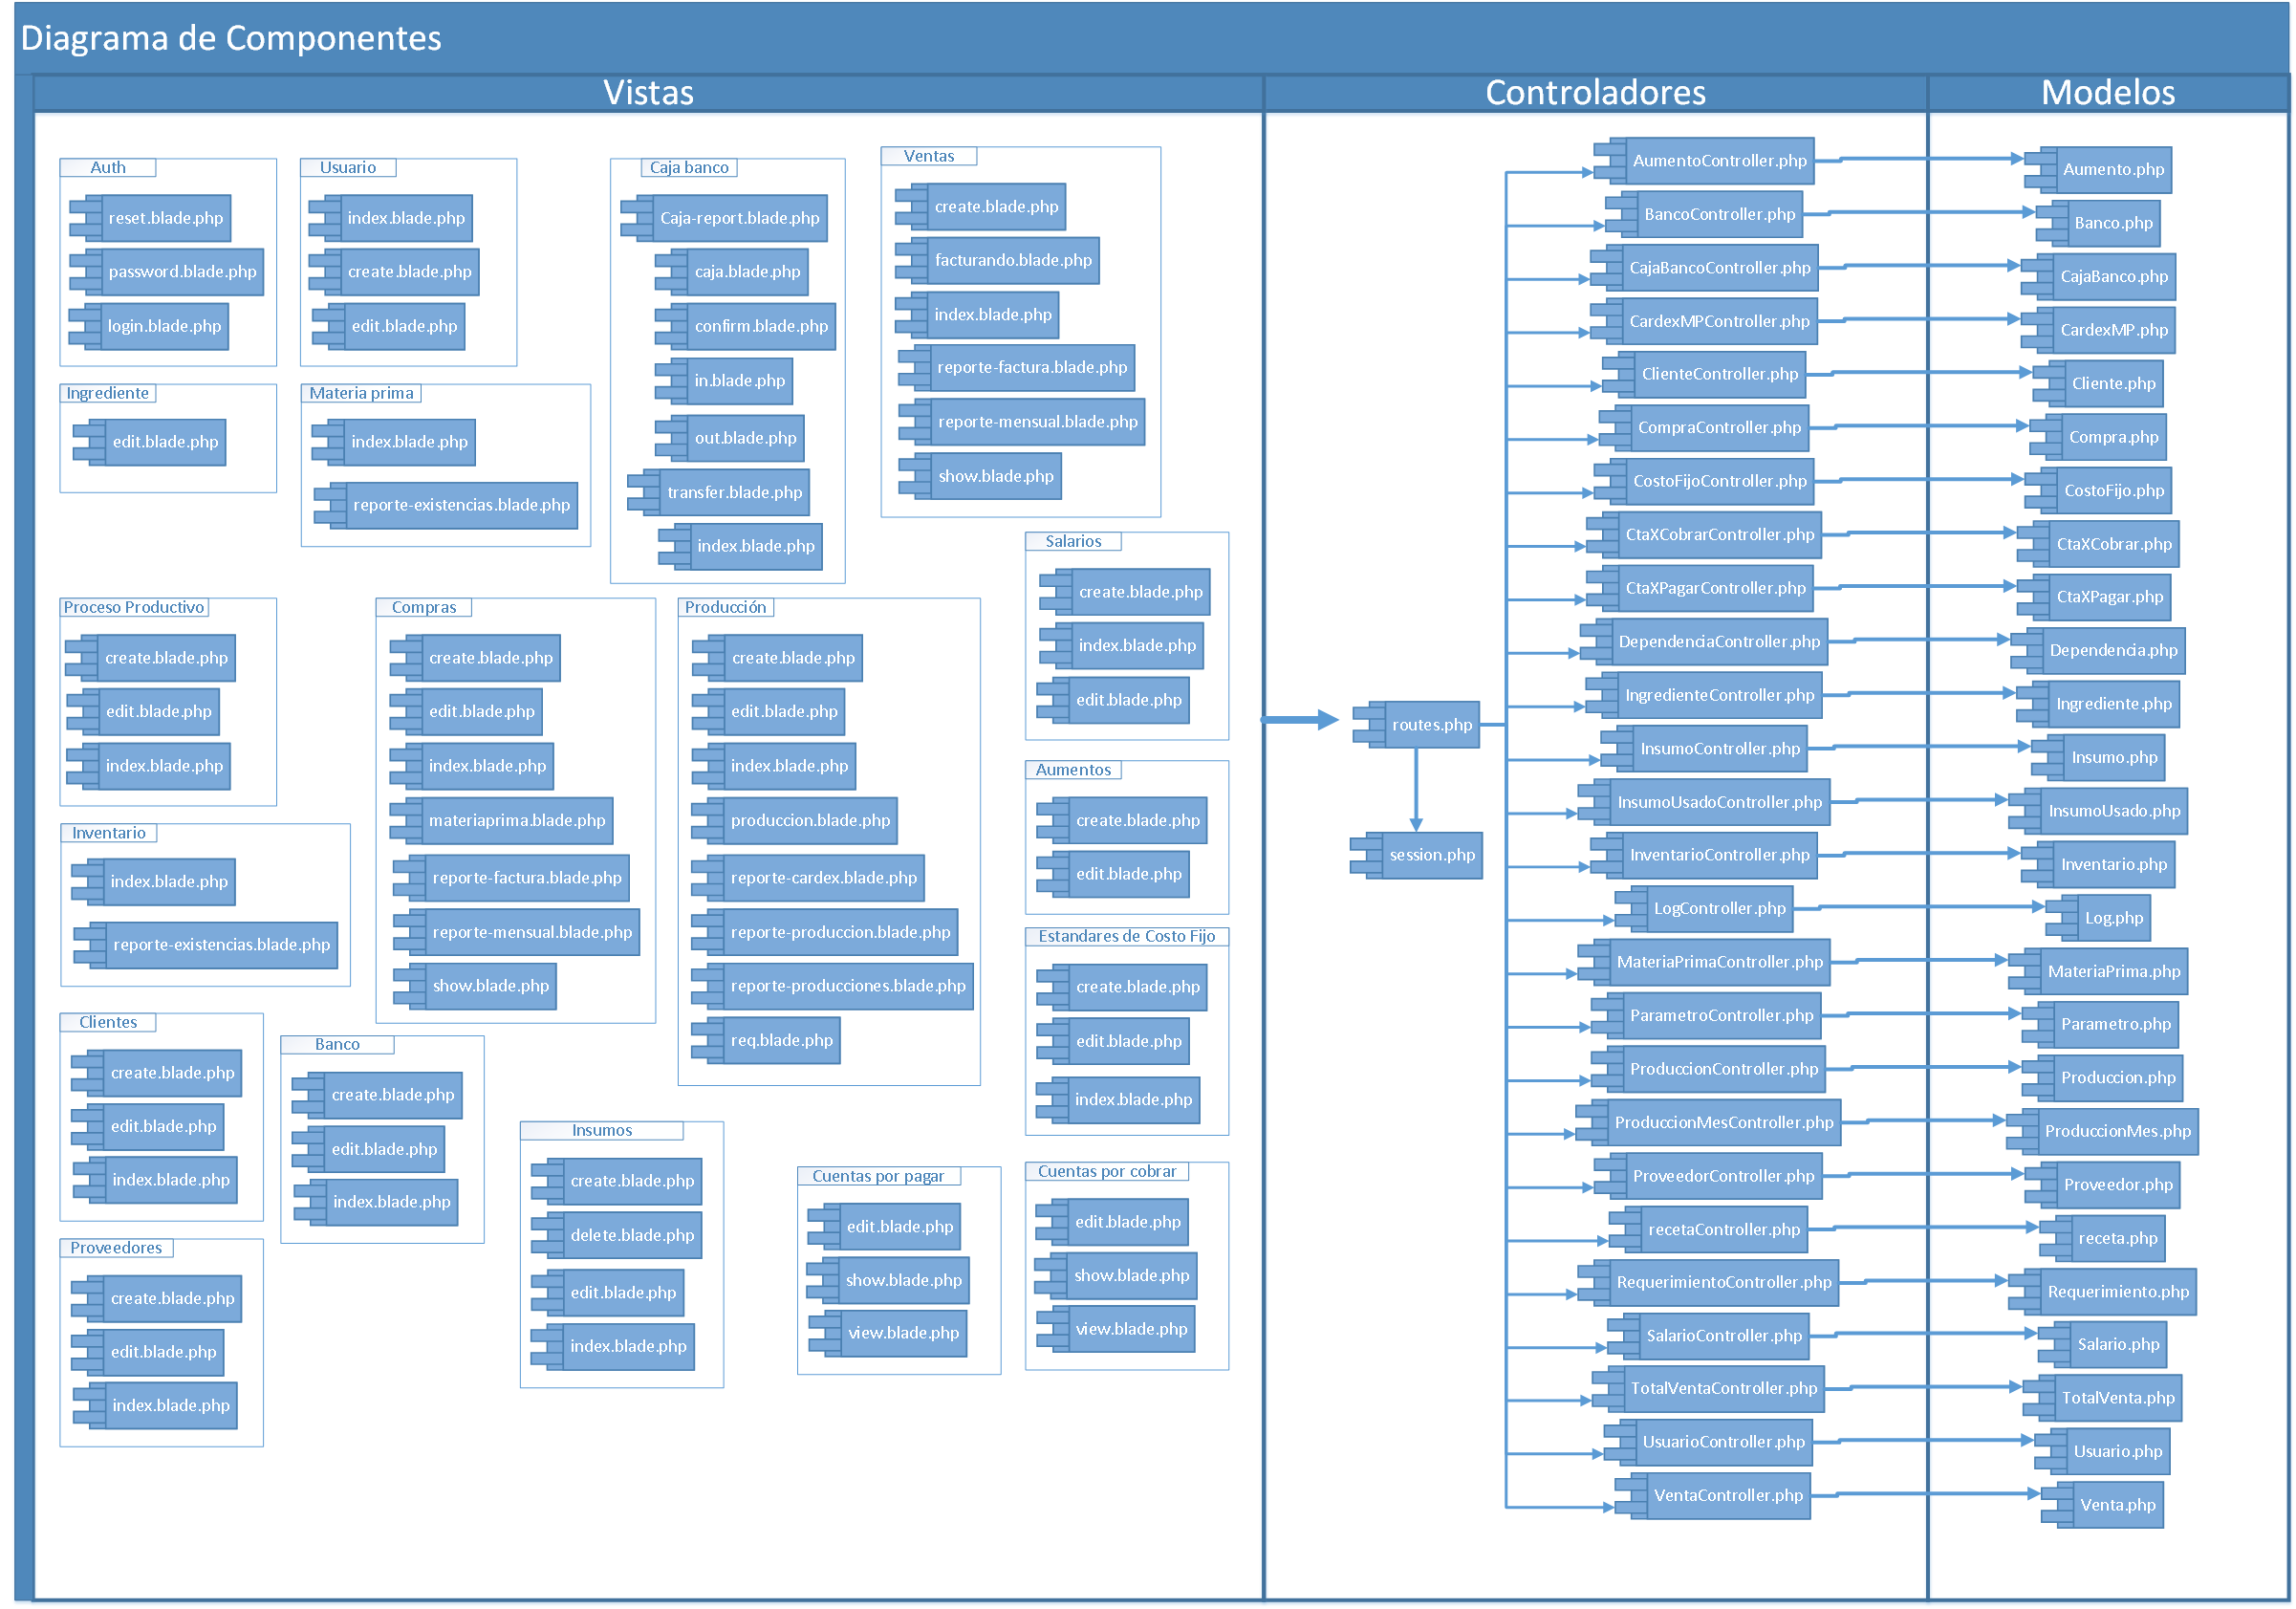 Diagrama de Componentes
Vistas
Controladores
Modelos
Auth
reset.blade.php
password.blade.php
login.blade.php
Usuario
index.blade.php
create.blade.php
edit.blade.php
Caja banco
Caja-report.blade.php
caja.blade.php
confirm.blade.php
in.blade.php
out.blade.php
transfer.blade.php
index.blade.php
Ventas
create.blade.php
facturando.blade.php
index.blade.php
reporte-factura.blade.php
reporte-mensual.blade.php
show.blade.php
Ingrediente
edit.blade.php
Materia prima
index.blade.php
reporte-existencias.blade.php
Salarios
create.blade.php
index.blade.php
edit.blade.php
Proceso Productivo
create.blade.php
edit.blade.php
index.blade.php
Compras
create.blade.php
edit.blade.php
index.blade.php
materiaprima.blade.php
reporte-factura.blade.php
reporte-mensual.blade.php
show.blade.php
Producción
create.blade.php
edit.blade.php
index.blade.php
produccion.blade.php
reporte-cardex.blade.php
reporte-produccion.blade.php
reporte-producciones.blade.php
req.blade.php
Aumentos
create.blade.php
edit.blade.php
Inventario
index.blade.php
reporte-existencias.blade.php
Estandares de Costo Fijo
create.blade.php
edit.blade.php
index.blade.php
Clientes
create.blade.php
edit.blade.php
index.blade.php
Banco
create.blade.php
edit.blade.php
index.blade.php
Insumos
create.blade.php
delete.blade.php
edit.blade.php
index.blade.php
Cuentas por pagar
edit.blade.php
show.blade.php
view.blade.php
Cuentas por cobrar
edit.blade.php
show.blade.php
view.blade.php
Proveedores
create.blade.php
edit.blade.php
index.blade.php
routes.php
session.php
AumentoController.php
BancoController.php
CajaBancoController.php
CardexMPController.php
ClienteController.php
CompraController.php
CostoFijoController.php
CtaXCobrarController.php
CtaXPagarController.php
DependenciaController.php
IngredienteController.php
InsumoController.php
InsumoUsadoController.php
InventarioController.php
LogController.php
MateriaPrimaController.php
ParametroController.php
ProduccionController.php
ProduccionMesController.php
ProveedorController.php
recetaController.php
RequerimientoController.php
SalarioController.php
TotalVentaController.php
UsuarioController.php
VentaController.php
Aumento.php
Banco.php
CajaBanco.php
CardexMP.php
Cliente.php
Compra.php
CostoFijo.php
CtaXCobrar.php
CtaXPagar.php
Dependencia.php
Ingrediente.php
Insumo.php
InsumoUsado.php
Inventario.php
Log.php
MateriaPrima.php
Parametro.php
Produccion.php
ProduccionMes.php
Proveedor.php
receta.php
Requerimiento.php
Salario.php
TotalVenta.php
Usuario.php
Venta.php